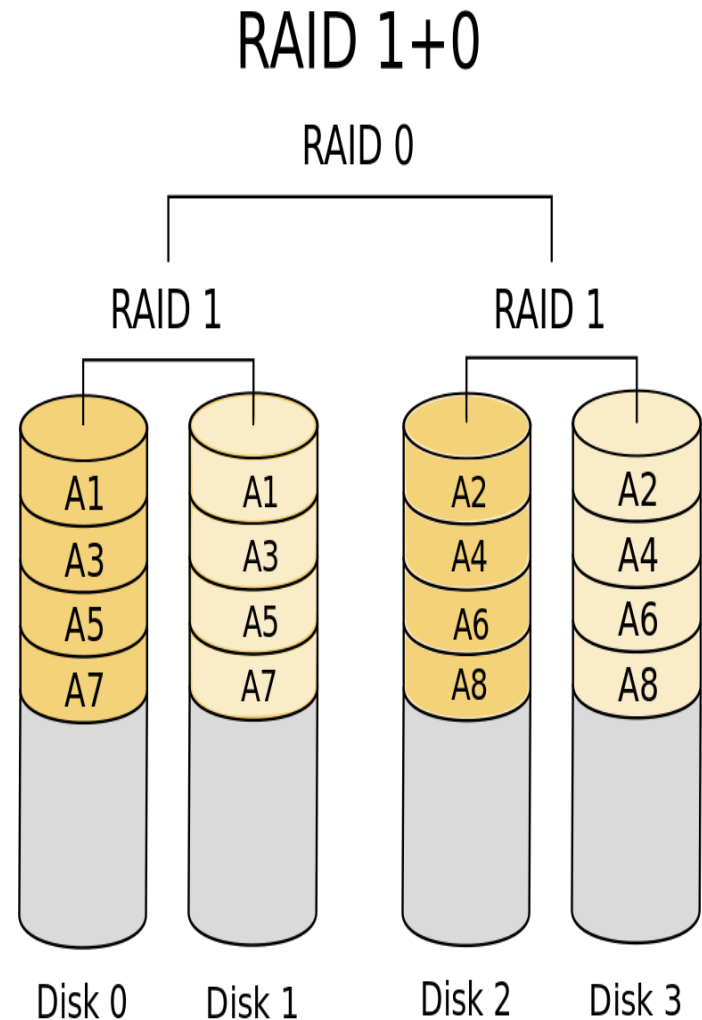 RAID 1+0
RAID 0
RAID 1 RAID 1
A1 A1 A2 A2
A3 A3 A4 A4
A5 A5 A6 A6
A7 A7 A8 A8
Disk 0 Disk 1 Disk 2 Disk 3